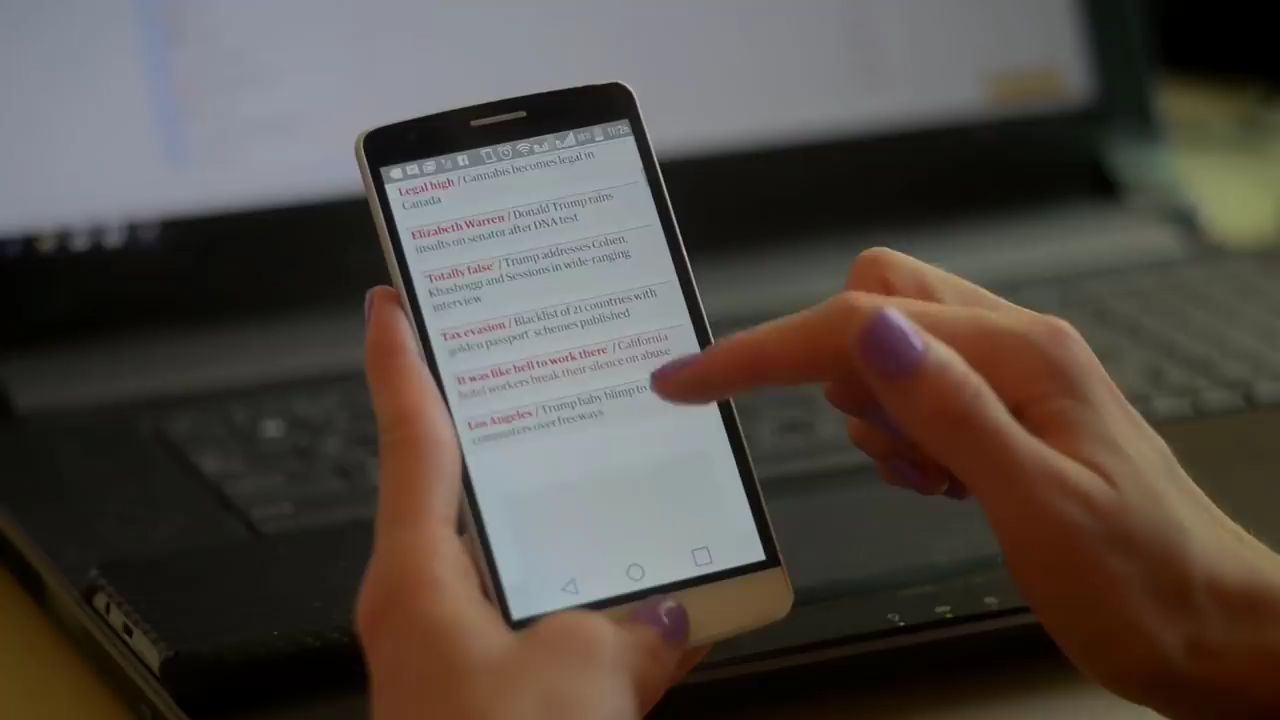 11:26
Legal high / Cannabis becomes legal in
Canada
Elizabeth Warren / Donald Trump rains
insults on senator after DNA test
'Totally false' / Trump addresses Cohen,
Khashoggi and Sessions in wide-ranging
interview
Tax evasion / Blacklist of 21 countries with
'golden passport' schemes published
'It was like hell to work there' / California
hotel workers break their silence on abuse
Los Angeles / Trump baby blimp to
commuters over freeways